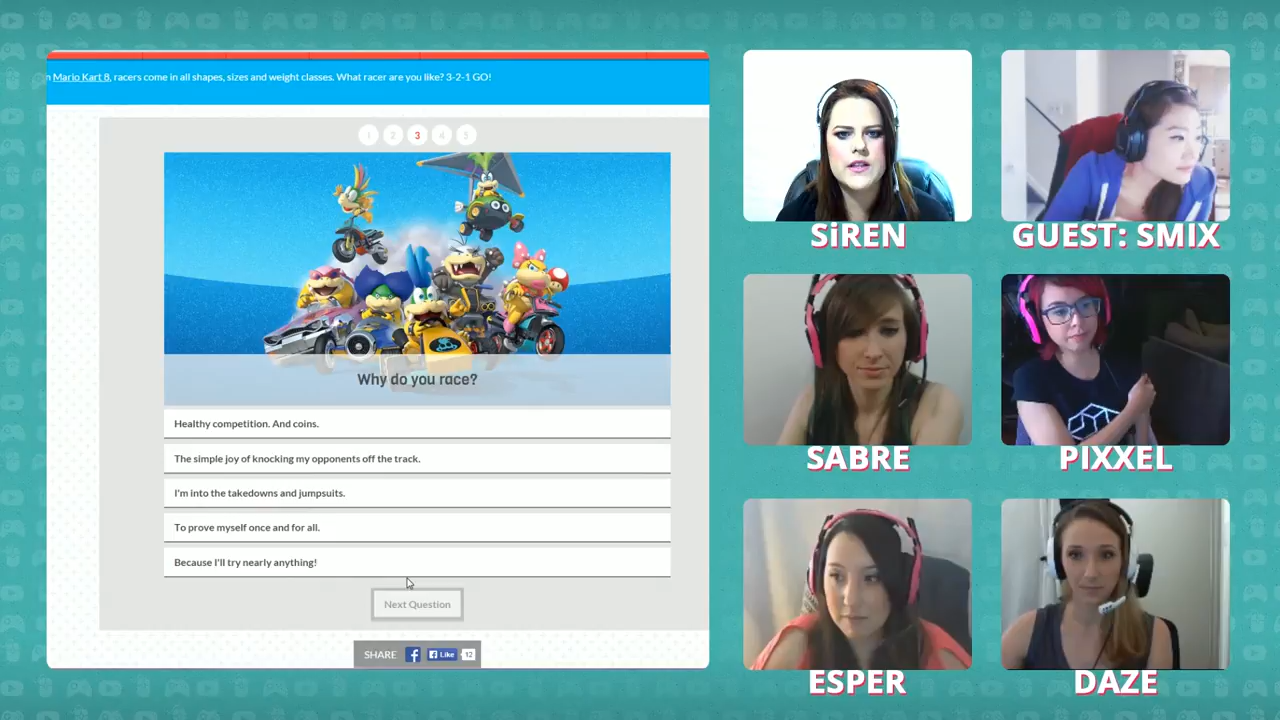 n Mario Kart 8, racers come in all shapes, sizes and weight classes. What racer are you like? 3-2-1 GO!
1 2 3 4 5
Why do you race?
Healthy competition. And coins.
The simple joy of knocking my opponents off the track.
I'm into the takedowns and jumpsuits.
To prove myself once and for all.
Because I'll try nearly anything!
Next Question
SHARE f Like 12
SiREN
GUEST: SMIX
SABRE
PIXXEL
ESPER
DAZE